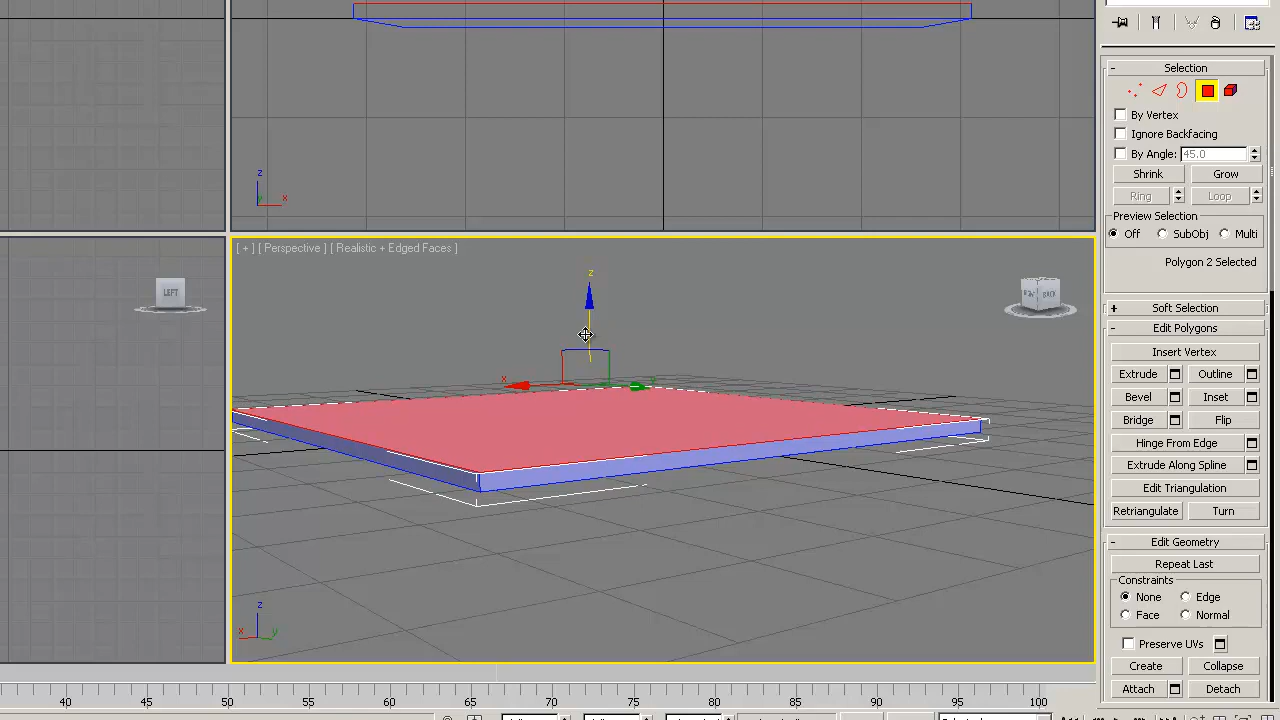 z
x
[ + ] [ Perspective ] [ Realistic + Edged Faces ]
LEFT
BACK
z
x
z
x
y
40 45 50 55 60 65 70 75 80 85 90 95 100
- Selection
By Vertex
Ignore Backfacing
By Angle: 45.0
Shrink Grow
Ring Loop
Preview Selection
Off SubObj Multi
Polygon 2 Selected
+ Soft Selection
- Edit Polygons
Insert Vertex
Extrude Outline
Bevel Inset
Bridge Flip
Hinge From Edge
Extrude Along Spline
Edit Triangulation
Retriangulate Turn
- Edit Geometry
Repeat Last
Constraints
None Edge
Face Normal
Preserve UVs
Create Collapse
Attach Detach